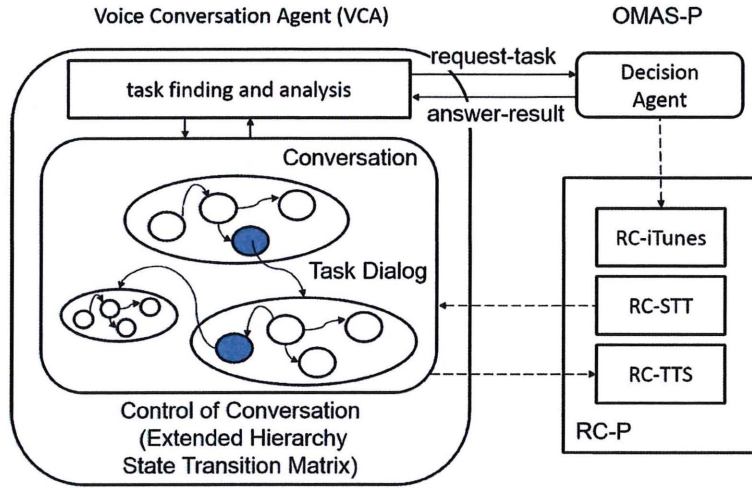 Voice Conversation Agent (VCA)
OMAS-P
request-task
task finding and analysis
Decision
Agent
answer-result
Conversation
RC-iTunes
Task Dialog
RC-STT
RC-TTS
Control of Conversation
(Extended Hierarchy
State Transition Matrix)
RC-P